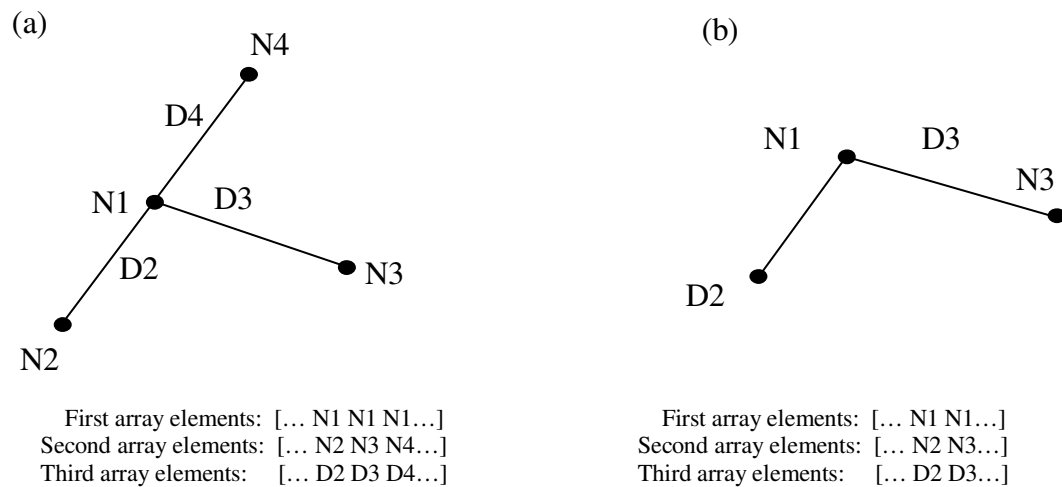 (a)
N4
D4
N1
D3
D2
N3
N2
First array elements: [… N1 N1 N1…]
Second array elements: [… N2 N3 N4…]
Third array elements: [… D2 D3 D4…]
(b)
N1
D3
N3
D2
First array elements: [… N1 N1…]
Second array elements: [… N2 N3…]
Third array elements: [… D2 D3…]